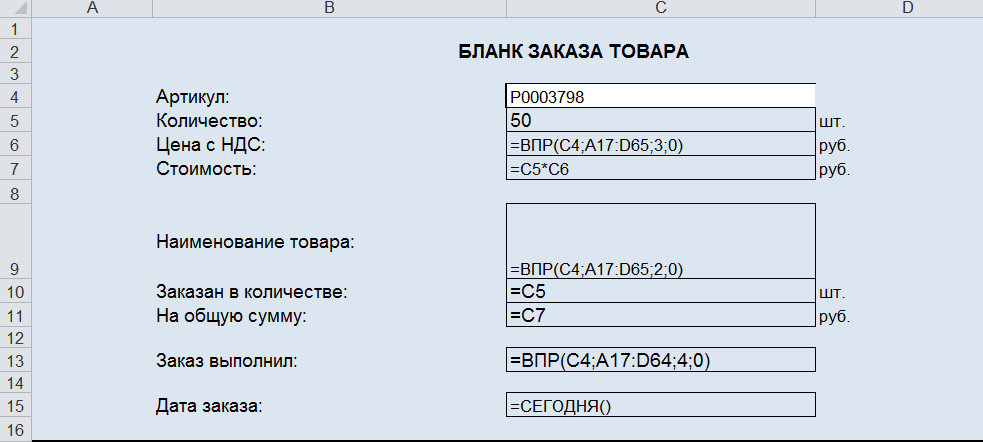 A B C D
1
2 БЛАНК ЗАКАЗА ТОВАРА
3
4 Артикул: P0003798
5 Количество: 50 шт.
6 Цена с НДС: =ВПР(C4;A17:D65;3;0) руб.
7 Стоимость: =C5*C6 руб.
8
Наименование товара:
9 =ВПР(C4;A17:D65;2;0)
10 Заказан в количестве: =C5 шт.
11 На общую сумму: =C7 руб.
12
13 Заказ выполнил: =ВПР(C4;A17:D64;4;0)
14
15 Дата заказа: =СЕГОДНЯ()
16